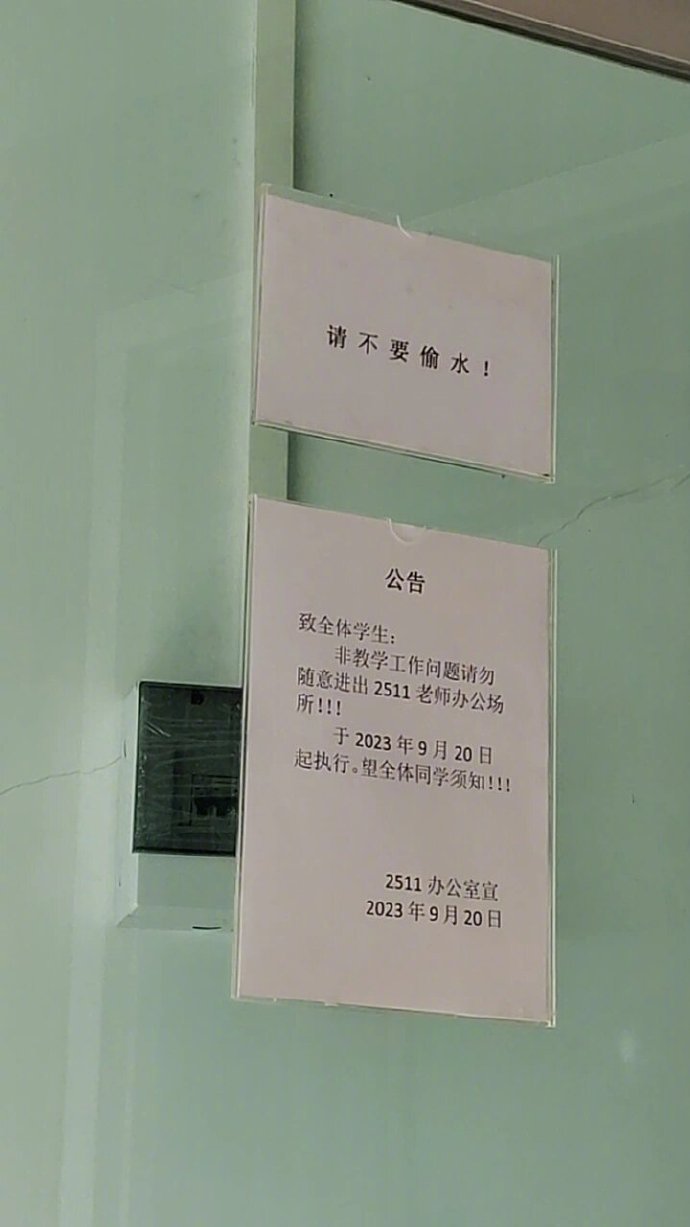 请不要偷水！
公告
致全体学生：
非教学工作问题请勿
随意进出 2511 老师办公场
所！！！
于 2023 年 9 月 20 日
起执行。望全体同学须知！！！
2511 办公室宣
2023 年 9 月 20 日